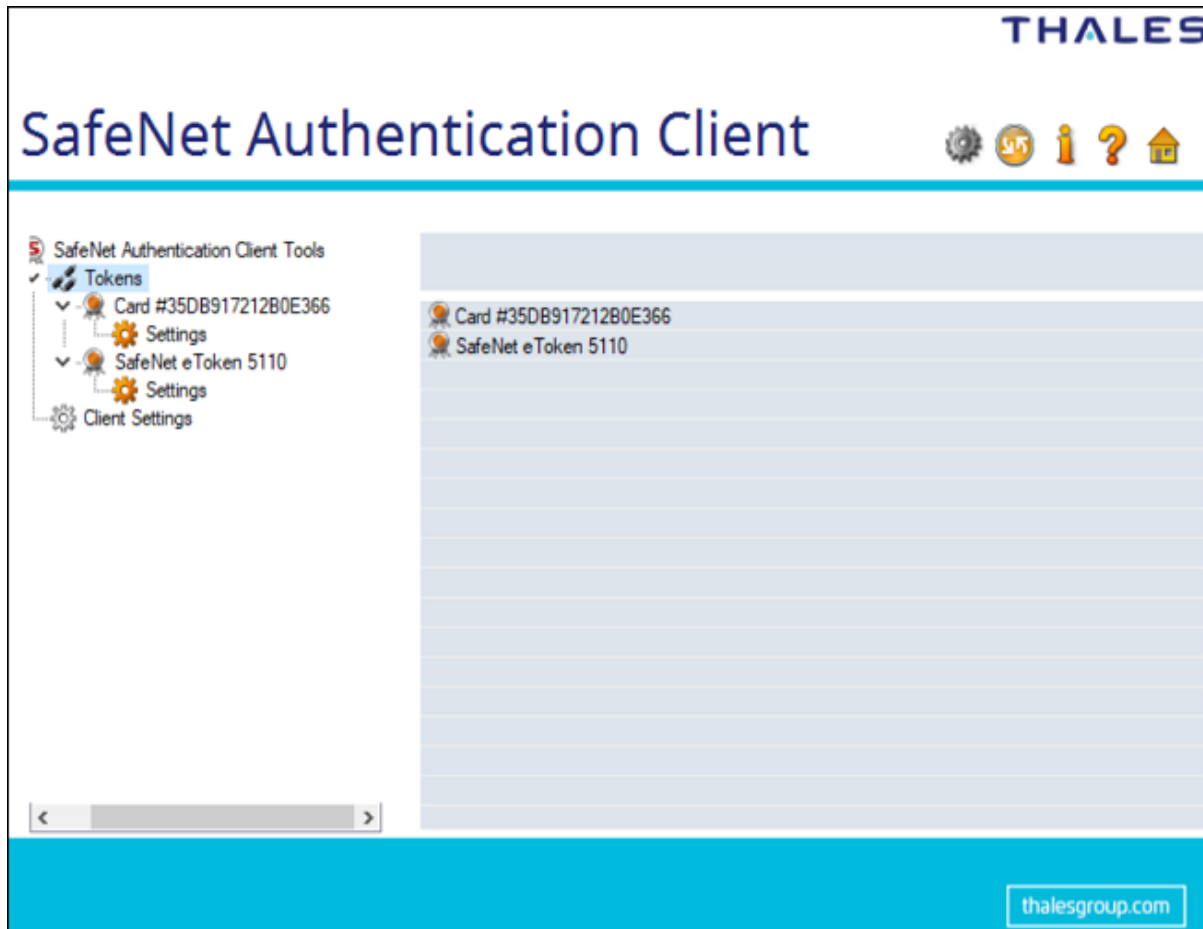 THALES
SafeNet Authentication Client
SafeNet Authentication Client Tools
Tokens
Card #35DB917212B0E366
Settings
SafeNet eToken 5110
Settings
Client Settings
Card #35DB917212B0E366
SafeNet eToken 5110
thalesgroup.com